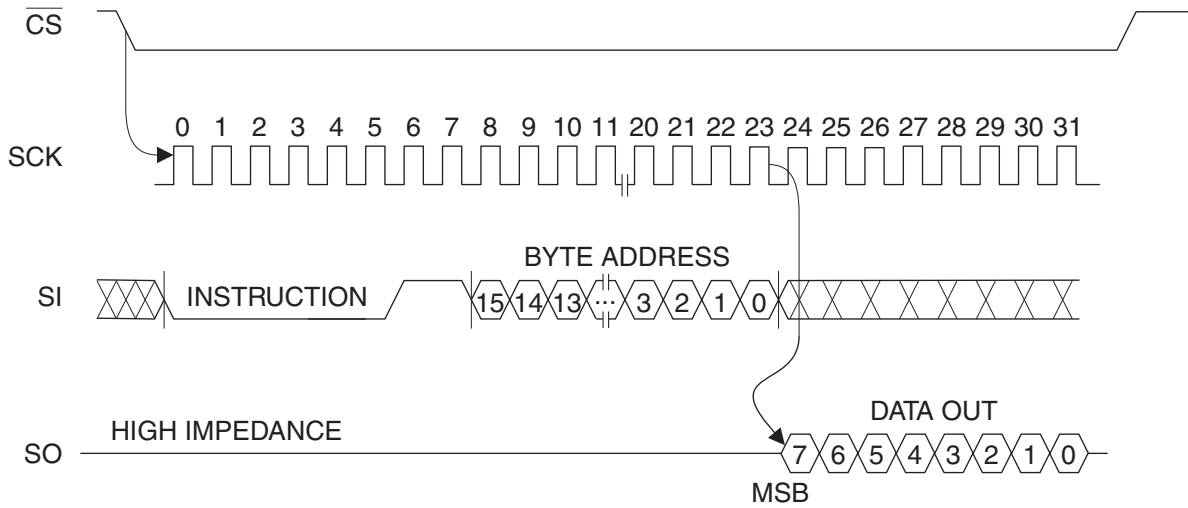 CS
0 1 2 3 4 5 6 7 8 9 10 11 20 21 22 23 24 25 26 27 28 29 30 31
SCK
BYTE ADDRESS
SI INSTRUCTION 15 14 13 ... 3 2 1 0
DATA OUT
HIGH IMPEDANCE
SO 7 6 5 4 3 2 1 0
MSB